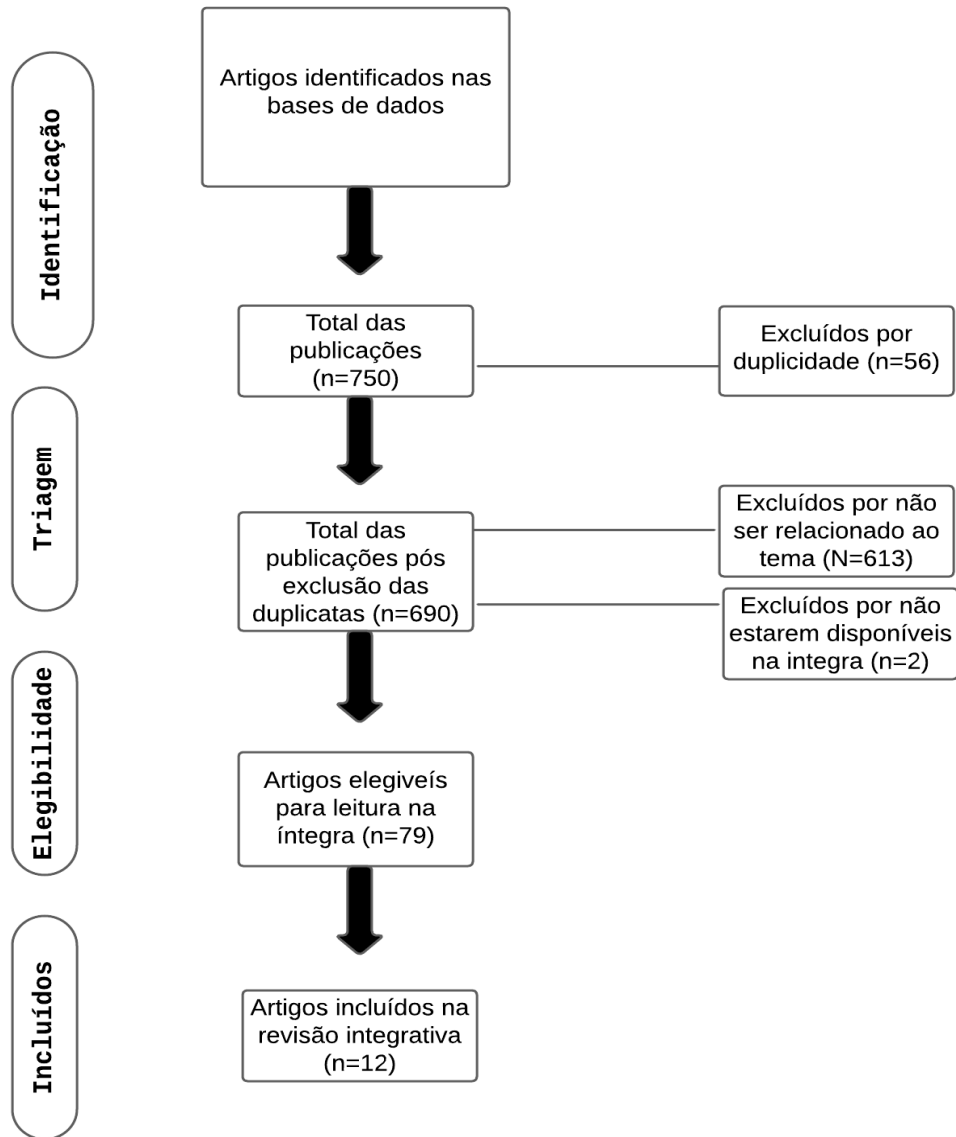 Identificação
Artigos identificados nas
bases de dados
Total das
publicações
(n=750)
Excluídos por
duplicidade (n=56)
Triagem
Total das
publicações pós
exclusão das
duplicatas (n=690)
Excluídos por não
ser relacionado ao
tema (N=613)
Excluídos por não
estarem disponíveis
na integra (n=2)
Elegibilidade
Artigos elegiveís
para leitura na
íntegra (n=79)
Incluídos
Artigos incluídos na
revisão integrativa
(n=12)